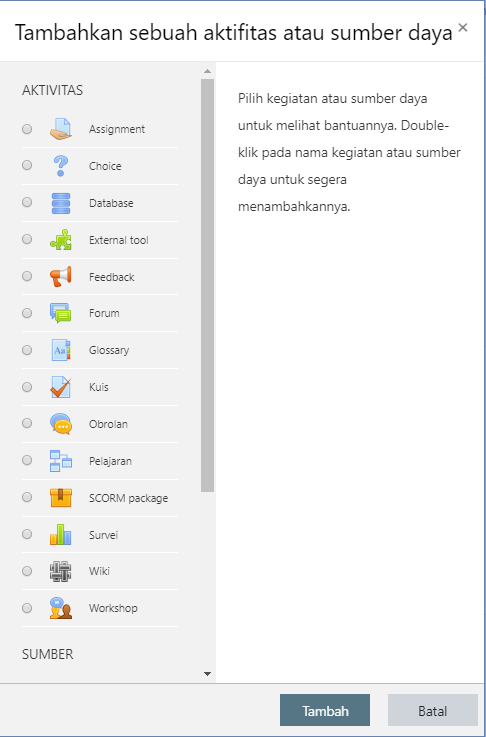 Tambahkan sebuah aktifitas atau sumber daya ×
AKTIVITAS
Assignment
Choice
Database
External tool
Feedback
Forum
Aa Glossary
Kuis
Obrolan
Pelajaran
SCORM package
Survei
Wiki
Workshop
SUMBER
Pilih kegiatan atau sumber daya
untuk melihat bantuannya. Double-
klik pada nama kegiatan atau sumber
daya untuk segera
menambahkannya.
Tambah
Batal